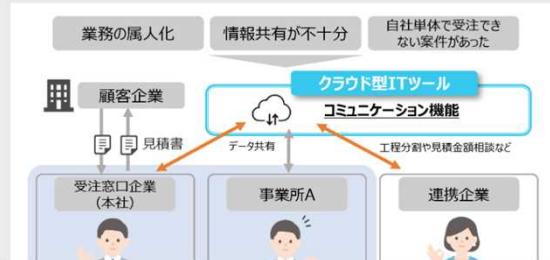 業務の属人化
情報共有が不十分
自社単体で受注でき
ない案件があった
クラウド型ITツール
コミュニケーション機能
顧客企業
見積書
データ共有
工程分割や見積金額相談など
受注窓口企業
(本社)
事業所A
連携企業